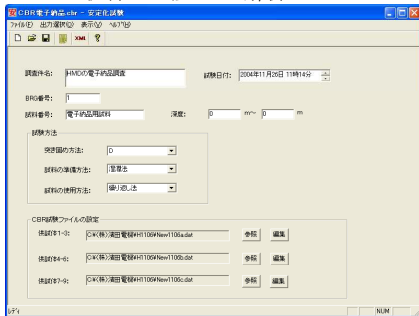 CBR電子納品.cbr - 安定化試験
ファイル(F) 出力選択(O) 表示(V) ヘルプ(H)
XML ?
調査件名: HMDの電子納品調査 試験日付: 2004年11月26日 11時14分
BRG番号: 1
試料番号: 電子納品用試料 深度: 0 m～ 0 m
試験方法
突き固め方法: D
試料の準備方法: 湿潤法
試料の使用方法: 繰り返し法
CBR試験ファイルの設定
供試体1-3: C:¥(株)濱田電機¥H1106¥New1106a.dat 参照 編集
供試体4-6: C:¥(株)濱田電機¥H1106¥New1106b.dat 参照 編集
供試体7-9: C:¥(株)濱田電機¥H1106¥New1106c.dat 参照 編集
レディ NUM